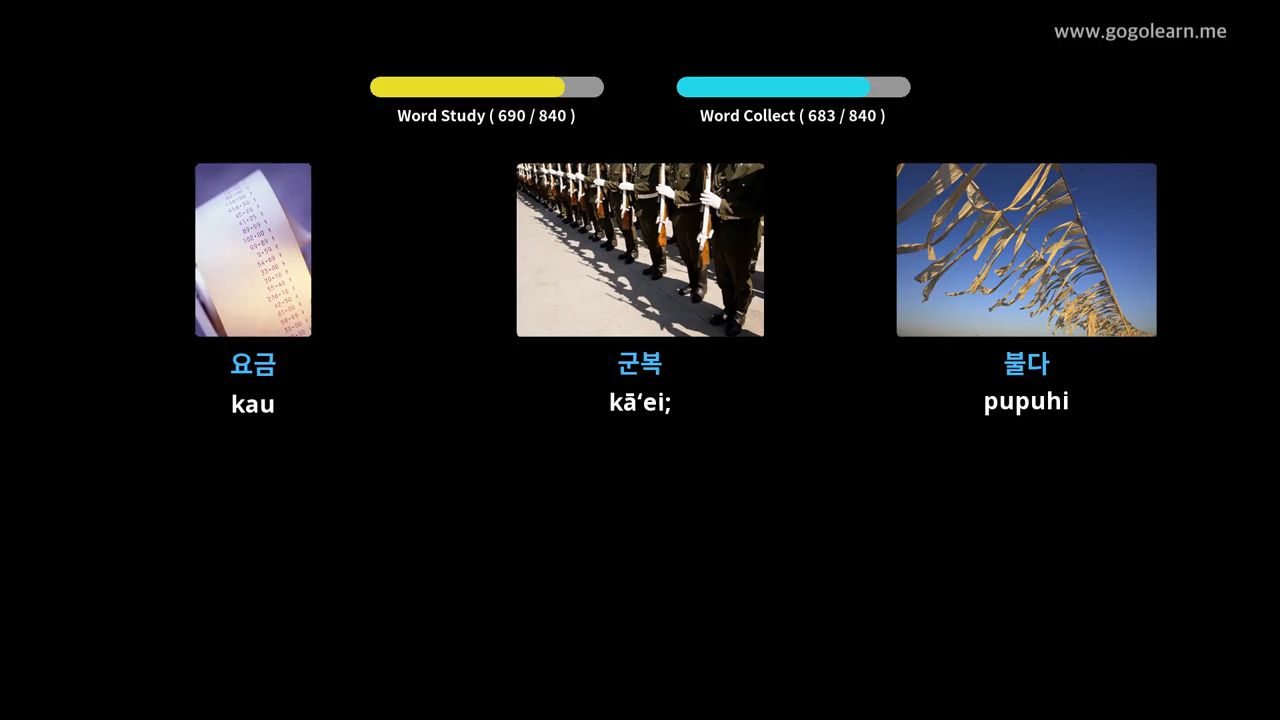 www.gogolearn.me
Word Study ( 690 / 840 )
Word Collect ( 683 / 840 )
요금
군복
불다
kau
kāʻei;
pupuhi